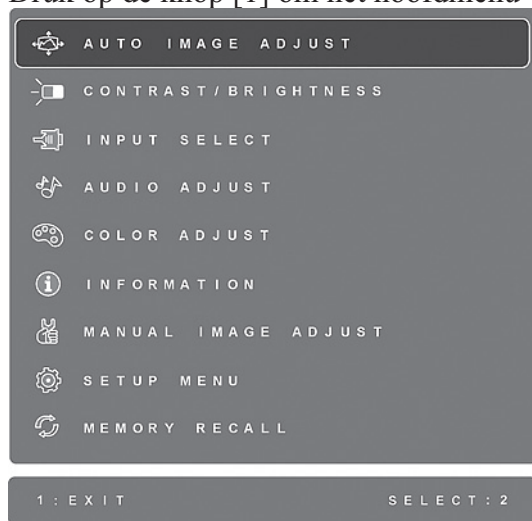 Druk op de knop [1] om het hoofdmenu
AUTO IMAGE ADJUST
CONTRAST/BRIGHTNESS
INPUT SELECT
AUDIO ADJUST
COLOR ADJUST
INFORMATION
MANUAL IMAGE ADJUST
SETUP MENU
MEMORY RECALL
1:EXIT SELECT:2